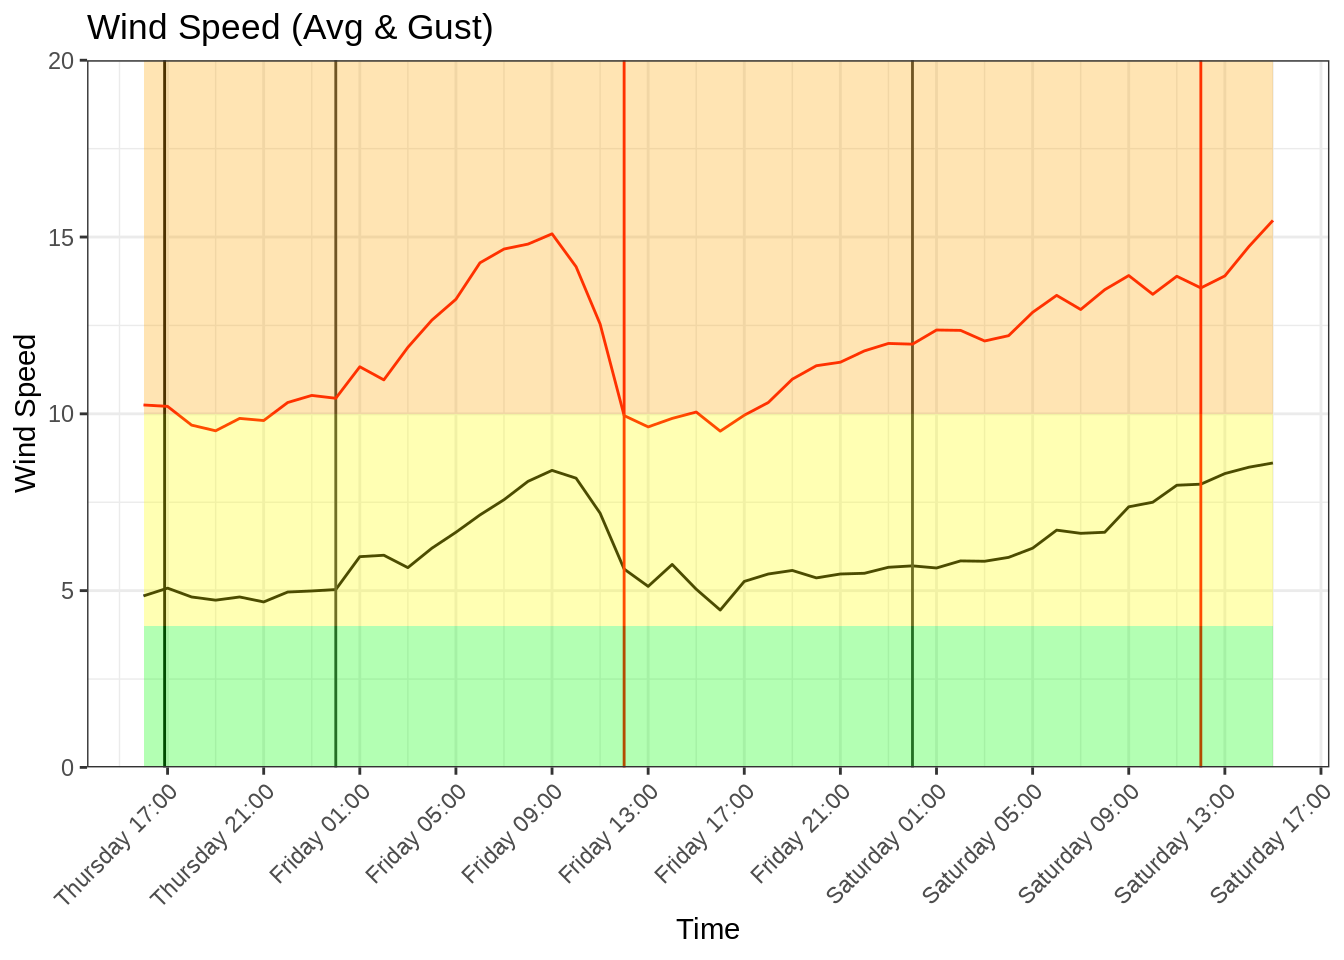 Wind Speed (Avg & Gust)
20
15
10
5
0
Wind Speed
Thursday 17:00
Thursday 21:00
Friday 01:00
Friday 05:00
Friday 09:00
Friday 13:00
Friday 17:00
Friday 21:00
Saturday 01:00
Saturday 05:00
Saturday 09:00
Saturday 13:00
Saturday 17:00
Time